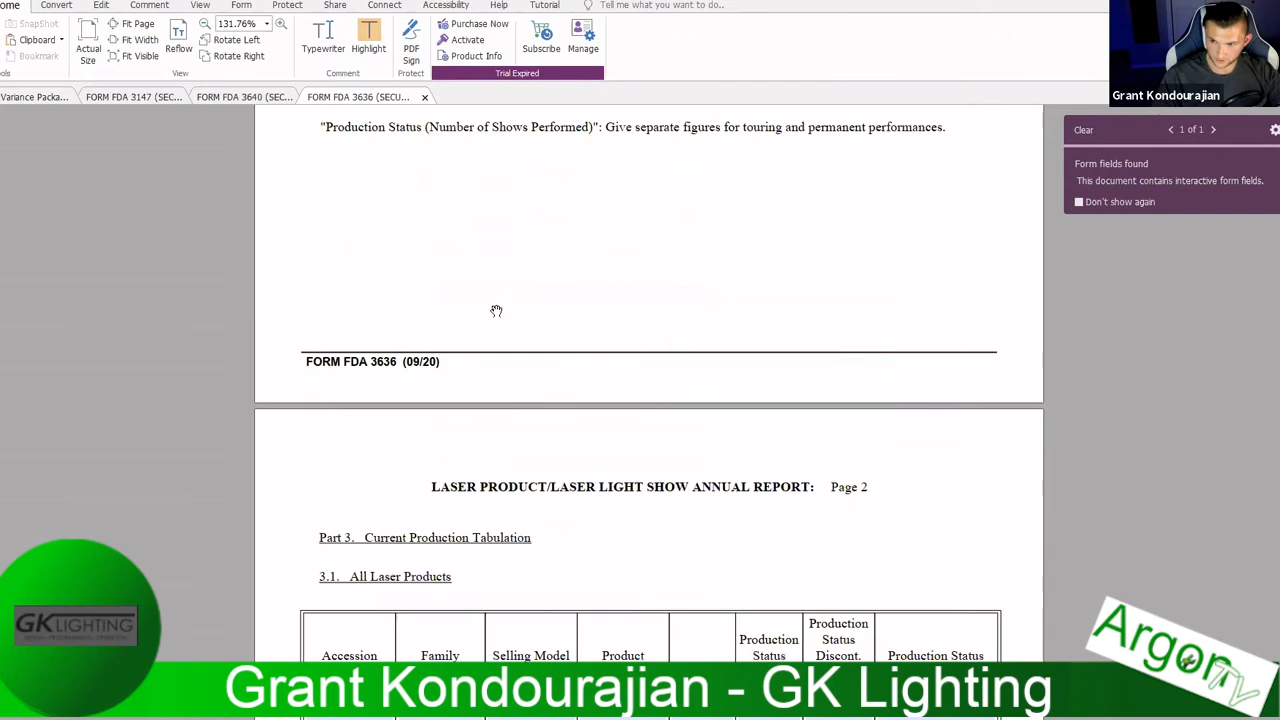 ome Convert Edit Comment View Form Protect Share Connect Accessibility Help Tutorial Tell me what you want to do..
SnapShot Fit Page 131.76% Purchase Now
Clipboard Fit Width Rotate Left Activate
Bookmark Fit Visible Rotate Right Product Info
Actual Size Reflow Typewriter Highlight PDF Sign Subscribe Manage
ols View Comment Protect Trial Expired
Variance Packa... FORM FDA 3147 (SEC... FORM FDA 3640 (SEC... FORM FDA 3636 (SECU...
Grant Kondourajian
Clear 1 of 1
Form fields found
This document contains interactive form fields.
Don't show again
"Production Status (Number of Shows Performed)": Give separate figures for touring and permanent performances.
FORM FDA 3636 (09/20)
LASER PRODUCT/LASER LIGHT SHOW ANNUAL REPORT: Page 2
Part 3. Current Production Tabulation
3.1. All Laser Products
Accession Family Selling Model Product Production Status Production Status Discont. Production Status
GK LIGHTING
Argon TV
Grant Kondourajian - GK Lighting